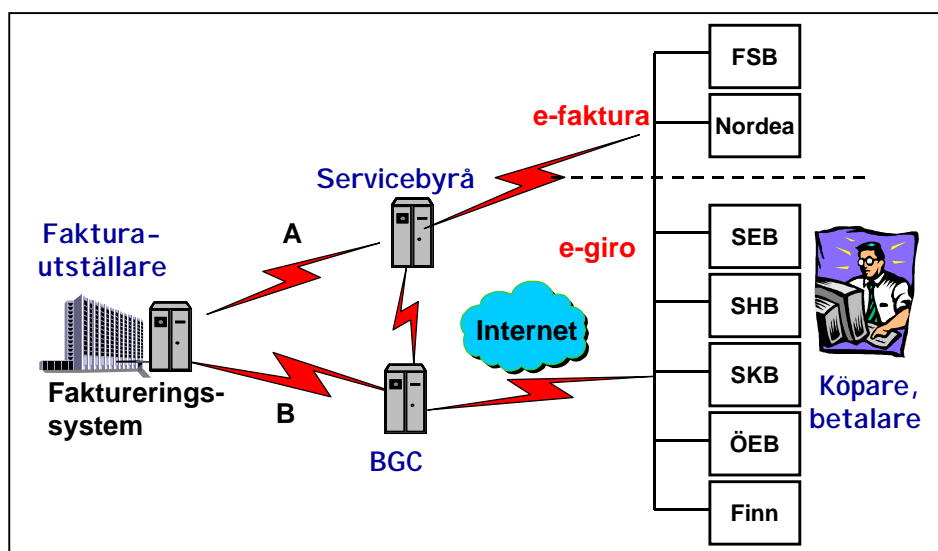 FSB
e-faktura
Nordea
Servicebyrå
A
Faktura-
utställare
e-giro
SEB
SHB
Internet
Fakturerings-
system
B
BGC
SKB
Köpare,
betalare
ÖEB
Finn